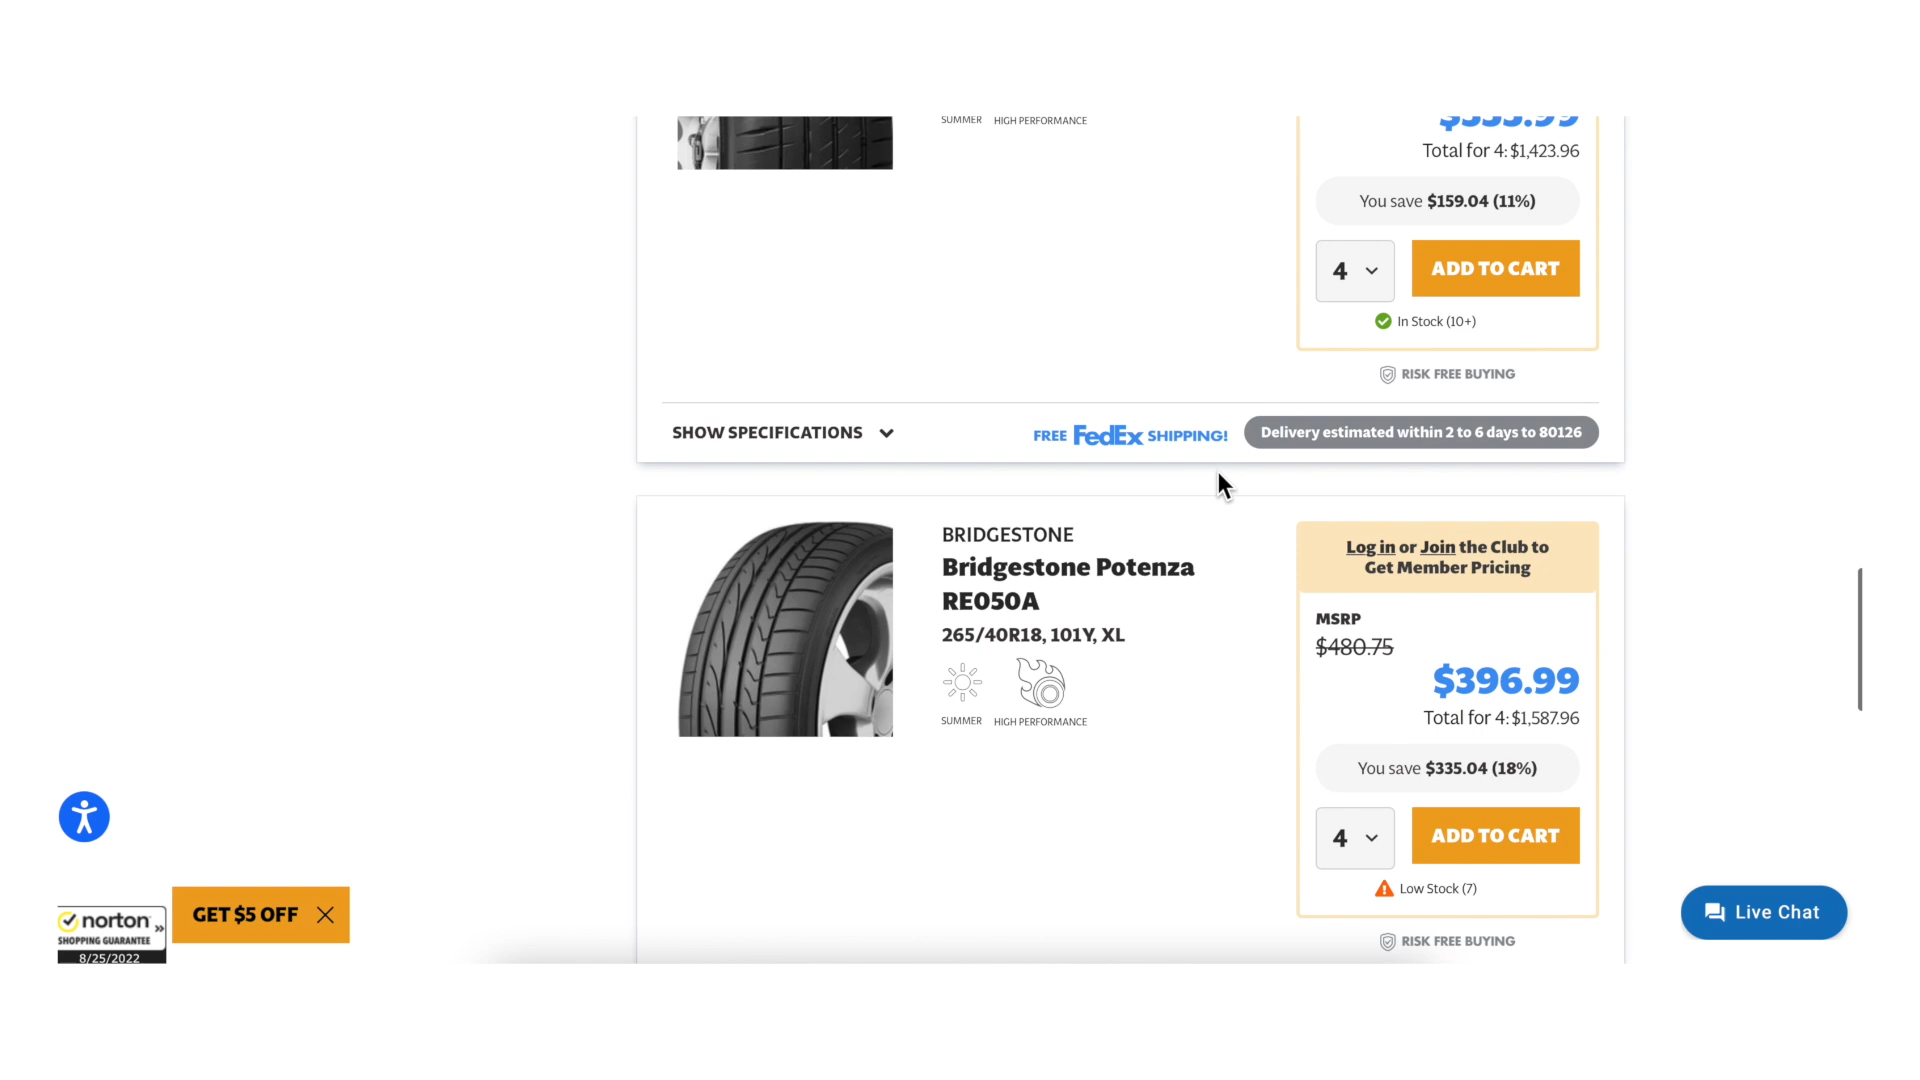 SUMMER HIGH PERFORMANCE
Total for 4: $1,423.96
You save $159.04 (11%)
4
ADD TO CART
In Stock (10+)
RISK FREE BUYING
SHOW SPECIFICATIONS
FREE FedEx SHIPPING!
Delivery estimated within 2 to 6 days to 80126
BRIDGESTONE
Bridgestone Potenza
RE050A
265/40R18, 101Y, XL
SUMMER HIGH PERFORMANCE
Log in or Join the Club to
Get Member Pricing
MSRP
$480.75
$396.99
Total for 4: $1,587.96
You save $335.04 (18%)
4
ADD TO CART
Low Stock (7)
RISK FREE BUYING
norton »
SHOPPING GUARANTEE
8/25/2022
GET $5 OFF
Live Chat